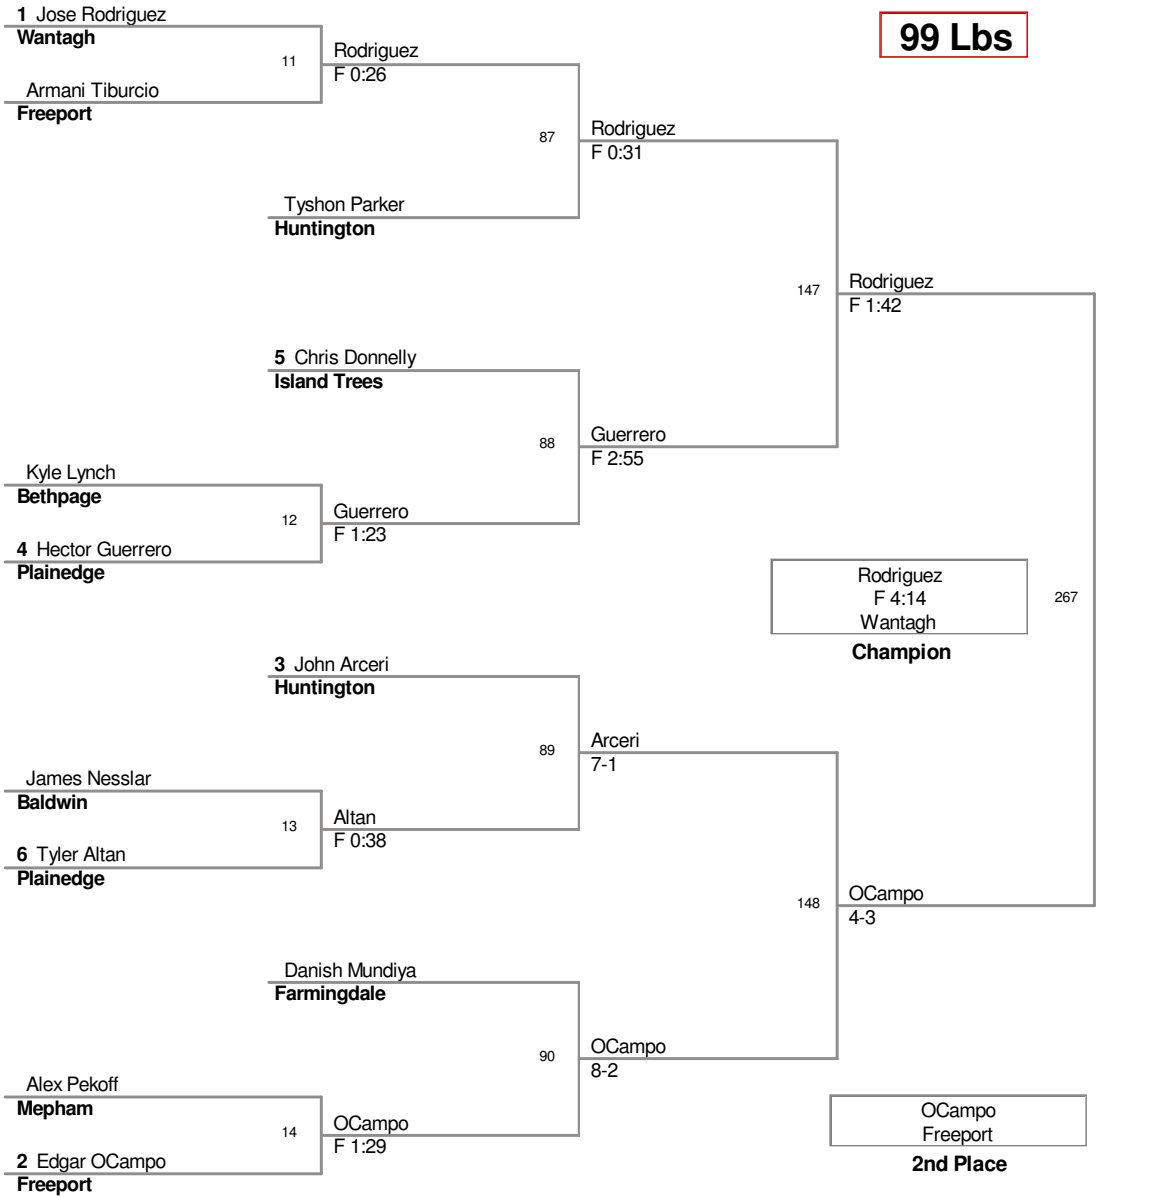 1 Jose Rodriguez
Wantagh
99 Lbs
11
Rodriguez
F 0:26
Armani Tiburcio
Freeport
87
Rodriguez
F 0:31
Tyshon Parker
Huntington
147
Rodriguez
F 1:42
5 Chris Donnelly
Island Trees
88
Guerrero
F 2:55
Kyle Lynch
Bethpage
12
Guerrero
F 1:23
4 Hector Guerrero
Plainedge
Rodriguez
F 4:14
Wantagh
Champion
267
3 John Arceri
Huntington
89
Arceri
7-1
James Nesslar
Baldwin
13
Altan
F 0:38
6 Tyler Altan
Plainedge
148
OCampo
4-3
Danish Mundiya
Farmingdale
90
OCampo
8-2
Alex Pekoff
Mepham
14
OCampo
F 1:29
2 Edgar OCampo
Freeport
OCampo
Freeport
2nd Place